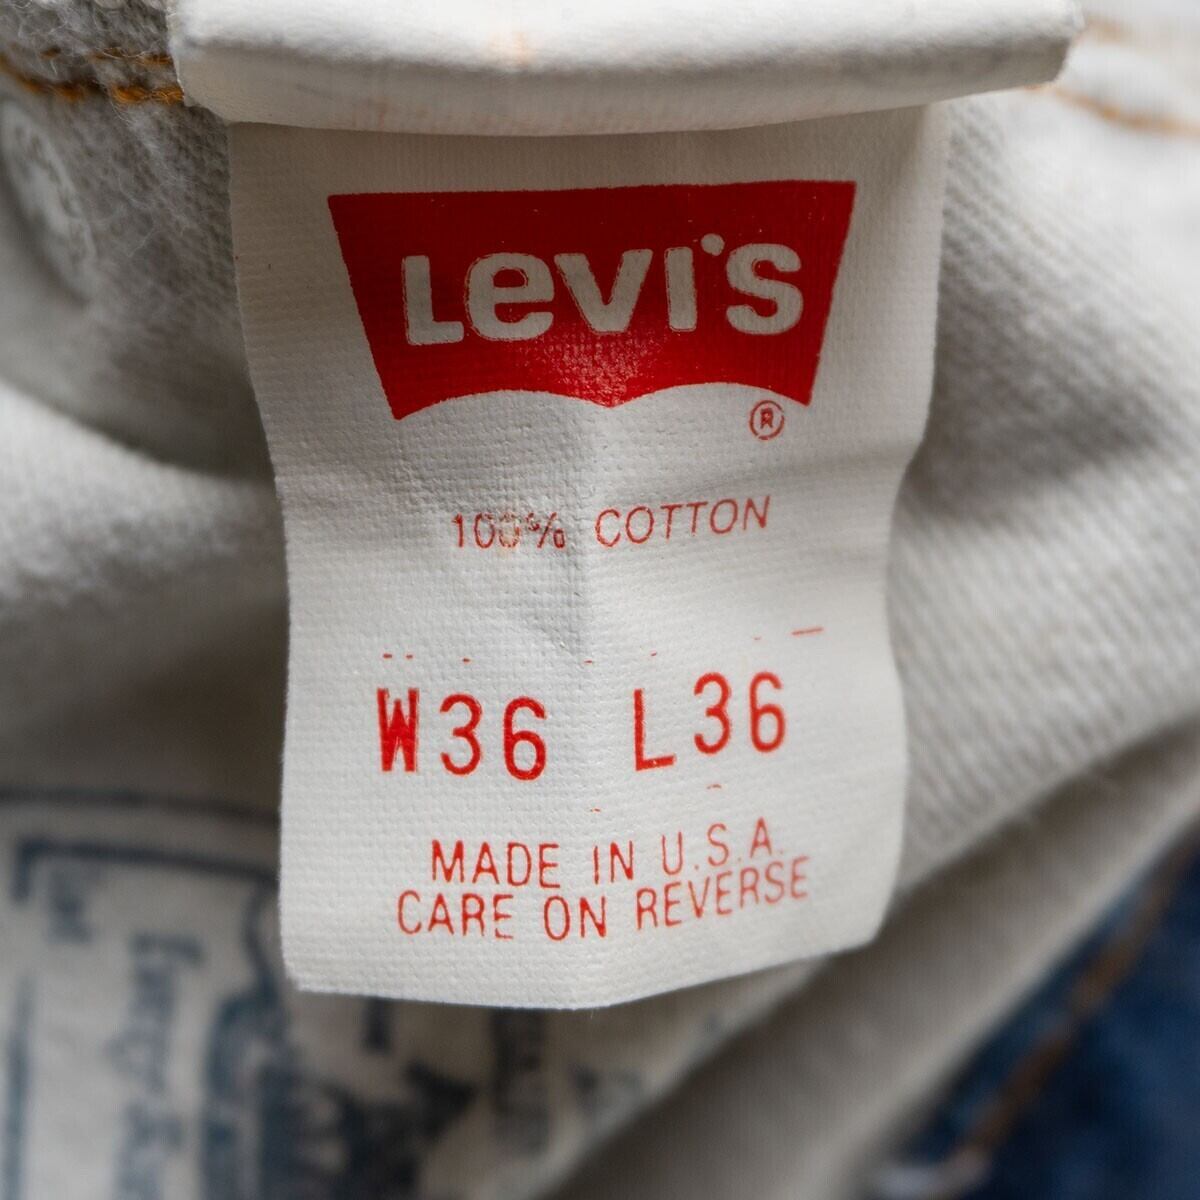 Levi's
®
100% COTTON
W36 L36
MADE IN U.S.A.
CARE ON REVERSE